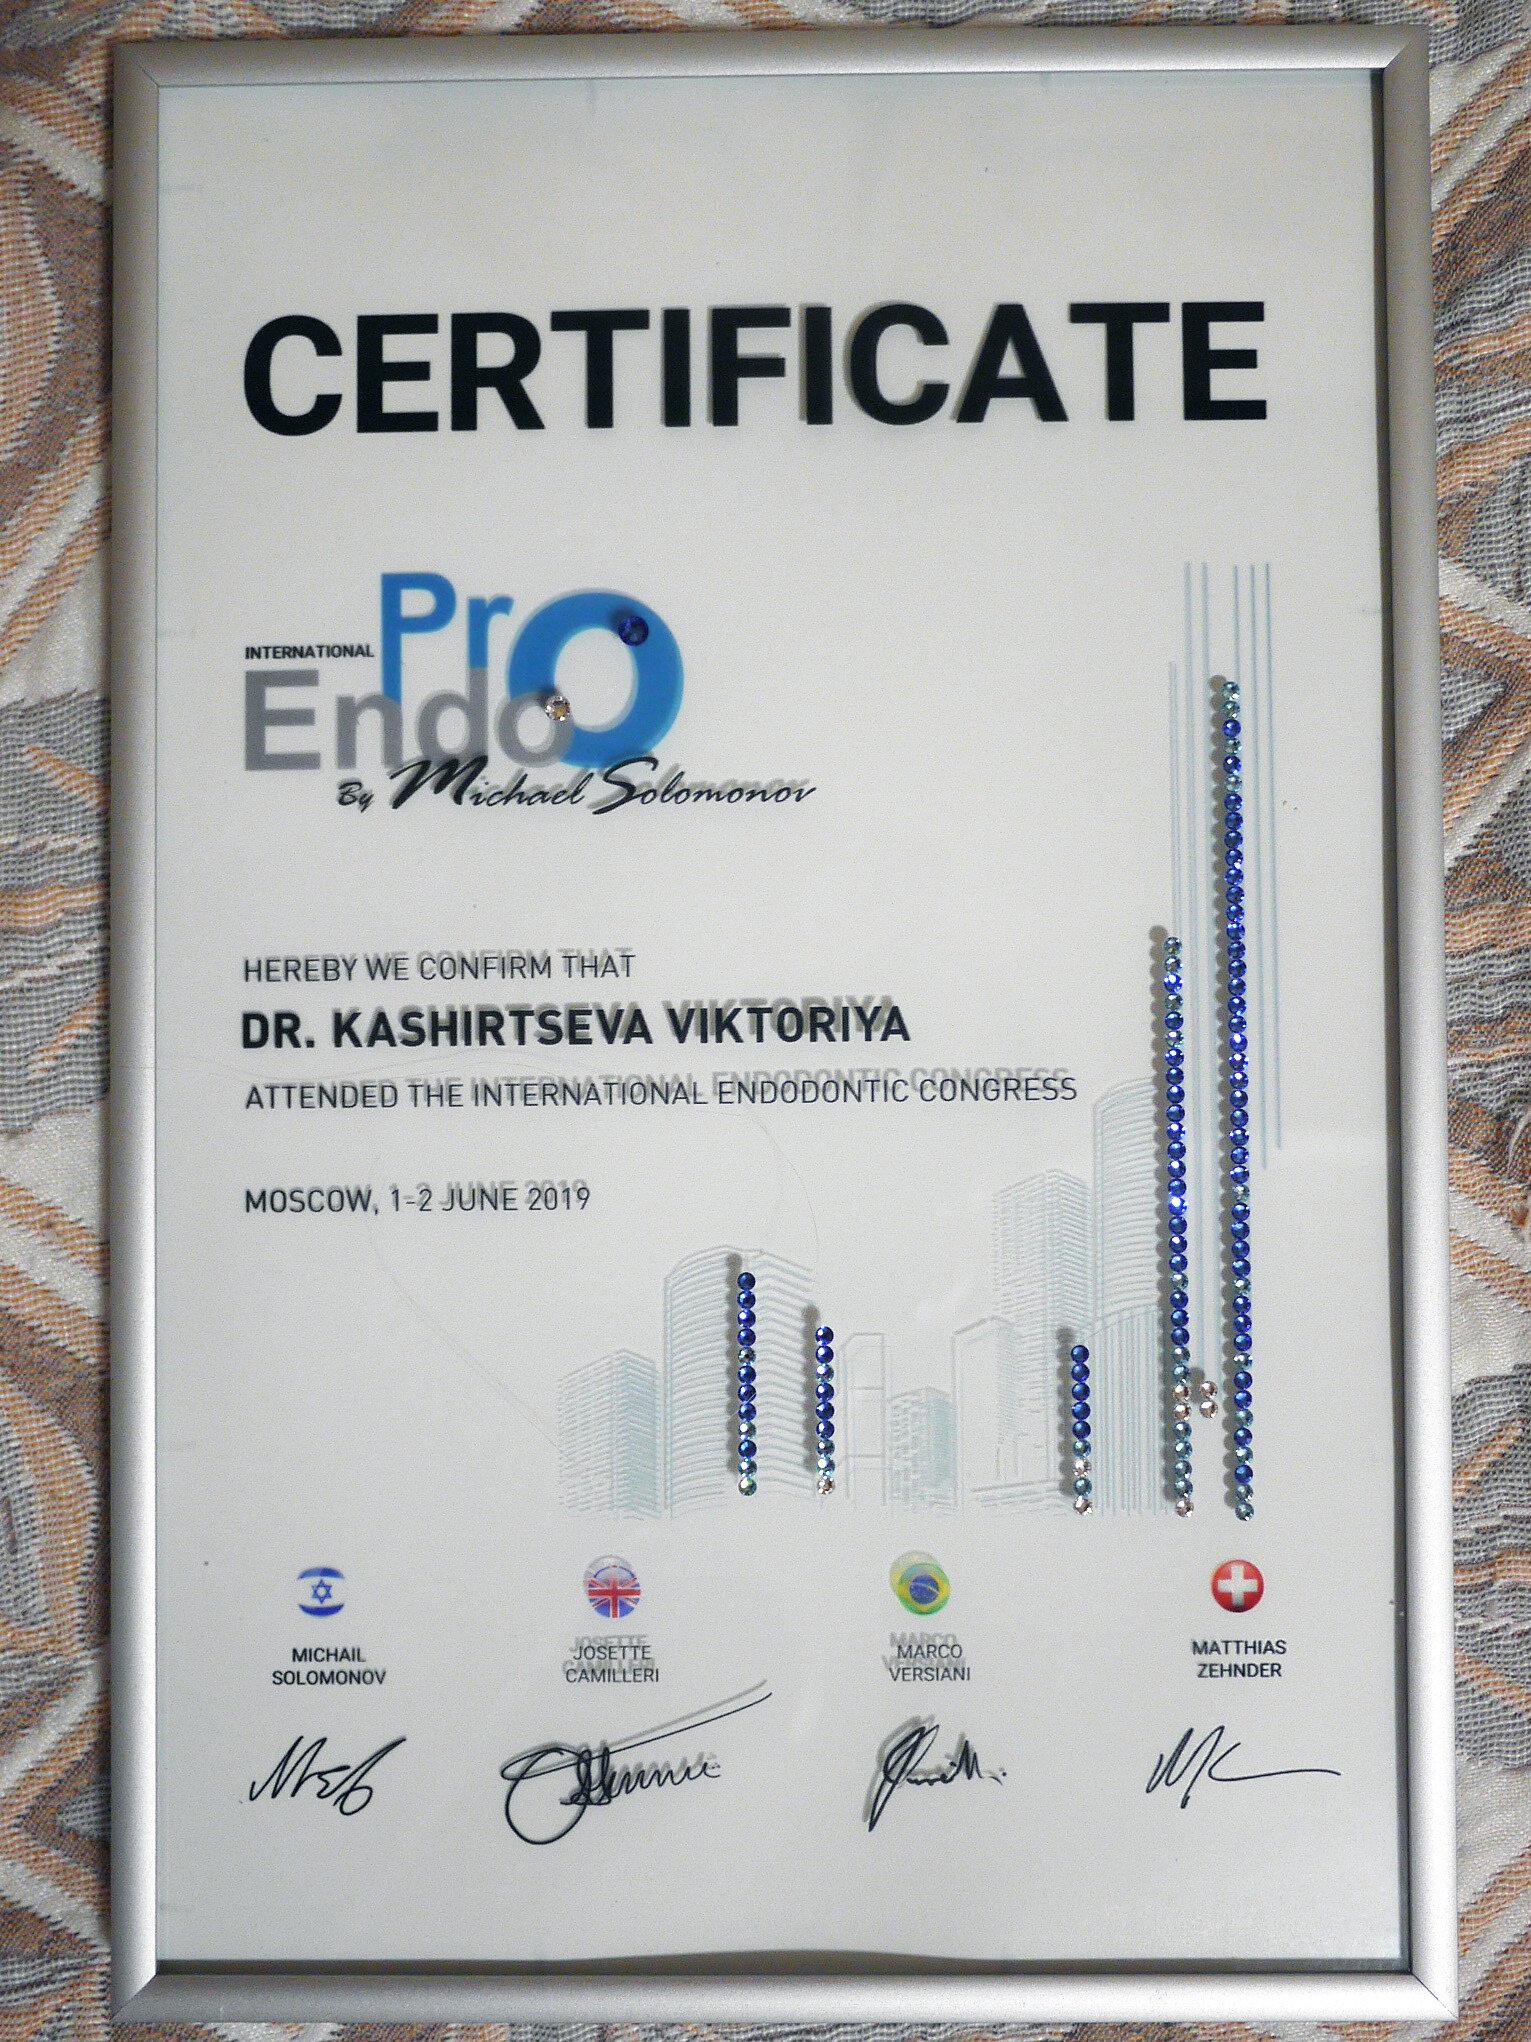 CERTIFICATE
INTERNATIONAL
Pro
Endo
By Michael Solomonov
HEREBY WE CONFIRM THAT
DR. KASHIRTSEVA VIKTORIYA
ATTENDED THE INTERNATIONAL ENDODONTIC CONGRESS
MOSCOW, 1-2 JUNE 2019
MICHAIL
SOLOMONOV
JOSETTE
CAMILLERI
MARCO
VERSIANI
MATTHIAS
ZEHNDER